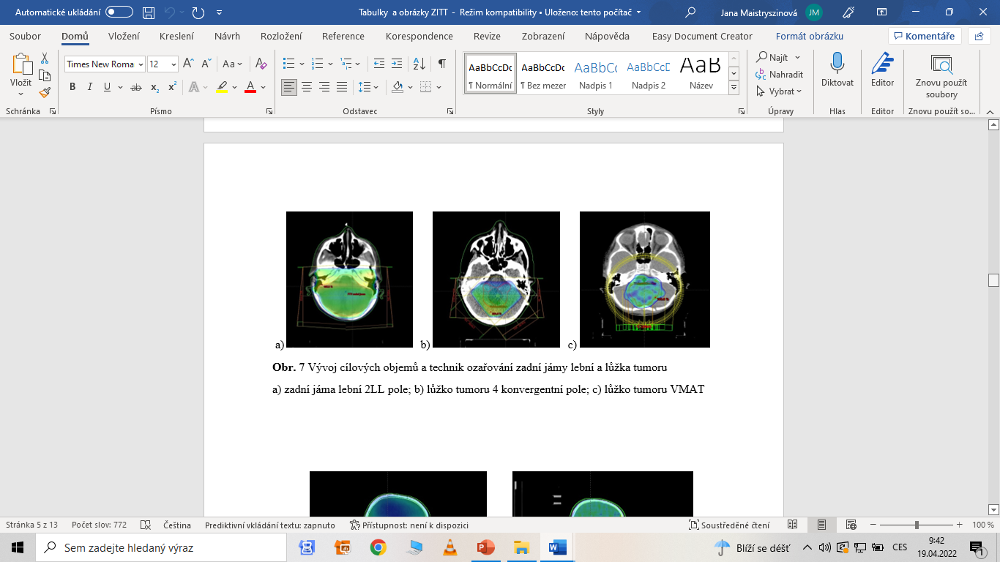 Automatické ukládání
Tabulky a obrázky ZITT - Režim kompatibility • Uloženo: tento počítač
Jana Maistryszinová
JM
Soubor Domů Vložení Kreslení Návrh Rozložení Reference Korespondence Revize Zobrazení Nápověda Easy Document Creator Formát obrázku
Komentáře
Vložit
Times New Roma 12
AaBbCcDc AaBbCcDc AaBbCc AaBbCcD AaB
¶ Normální ¶ Bez mezer Nadpis 1 Nadpis 2 Název
Najít
Nahradit
Vybrat
Diktovat
Editor
Znovu použít
soubory
Schránka Písmo Odstavec Styly Úpravy Hlas Editor Znovu použít so...
a) b) c)
Obr. 7 Vývoj cílových objemů a technik ozařování zadní jámy lební a lůžka tumoru
a) zadní jáma lební 2LL pole; b) lůžko tumoru 4 konvergentní pole; c) lůžko tumoru VMAT
Stránka 5 z 13 Počet slov: 772 Čeština Prediktivní vkládání textu: zapnuto Přístupnost: není k dispozici Soustředěné čtení 100 %
Sem zadejte hledaný výraz
Blíží se déšť
CES
9:42
19.04.2022
1